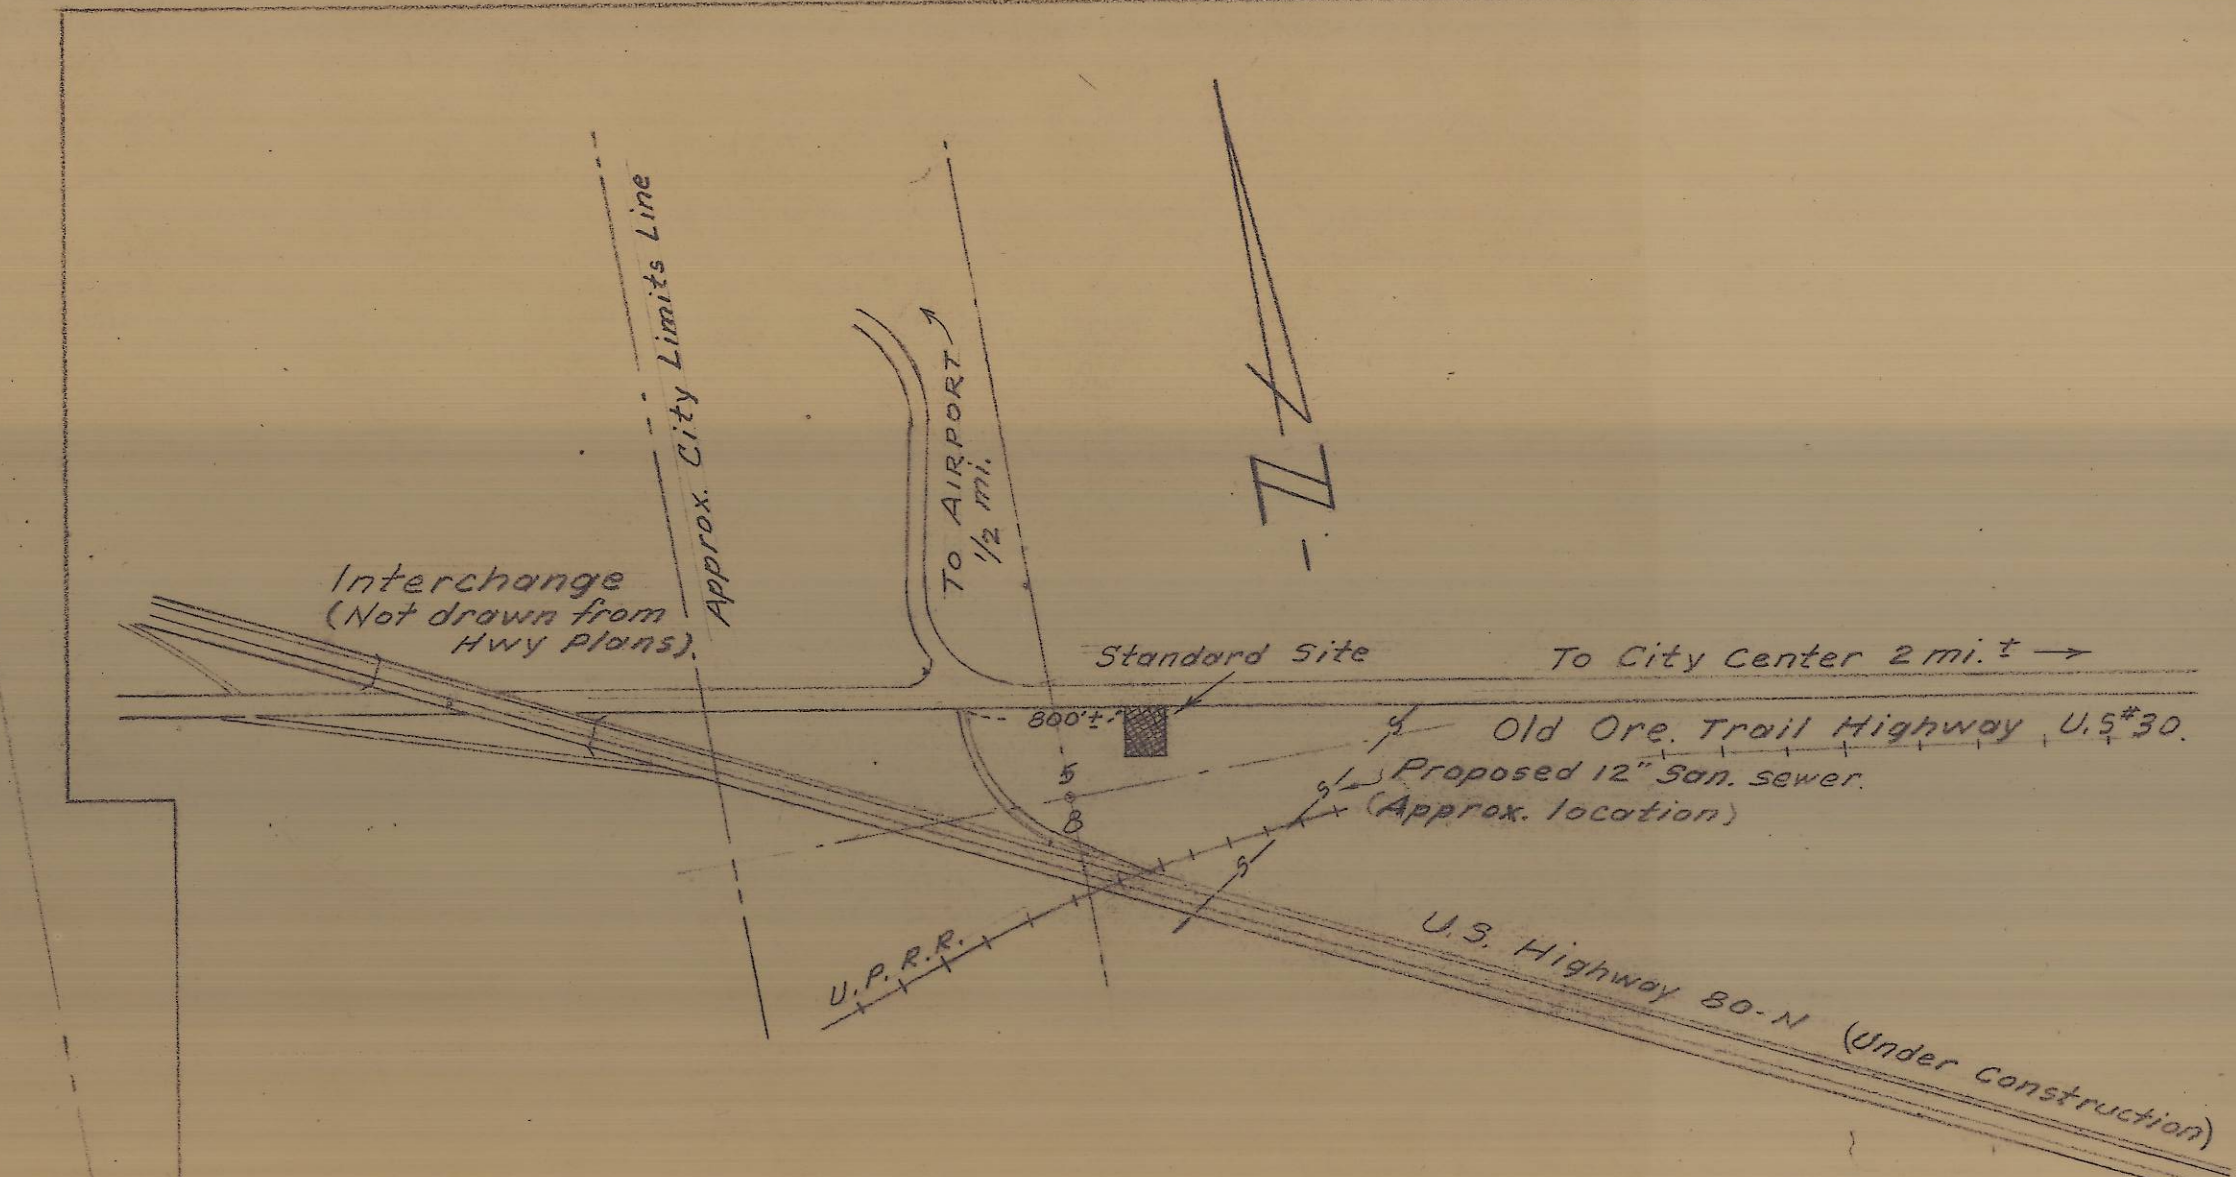 Approx. City Limits Line
TO AIRPORT
1/2 mi.
N
Interchange
(Not drawn from
Hwy Plans).
Standard Site
To City Center 2 mi.±
800'±
Old Ore. Trail Highway U.S#30.
5
8
S
Proposed 12" San. sewer.
(Approx. location)
S
S
U.P.R.R.
U.S. Highway 80-N (Under Construction)